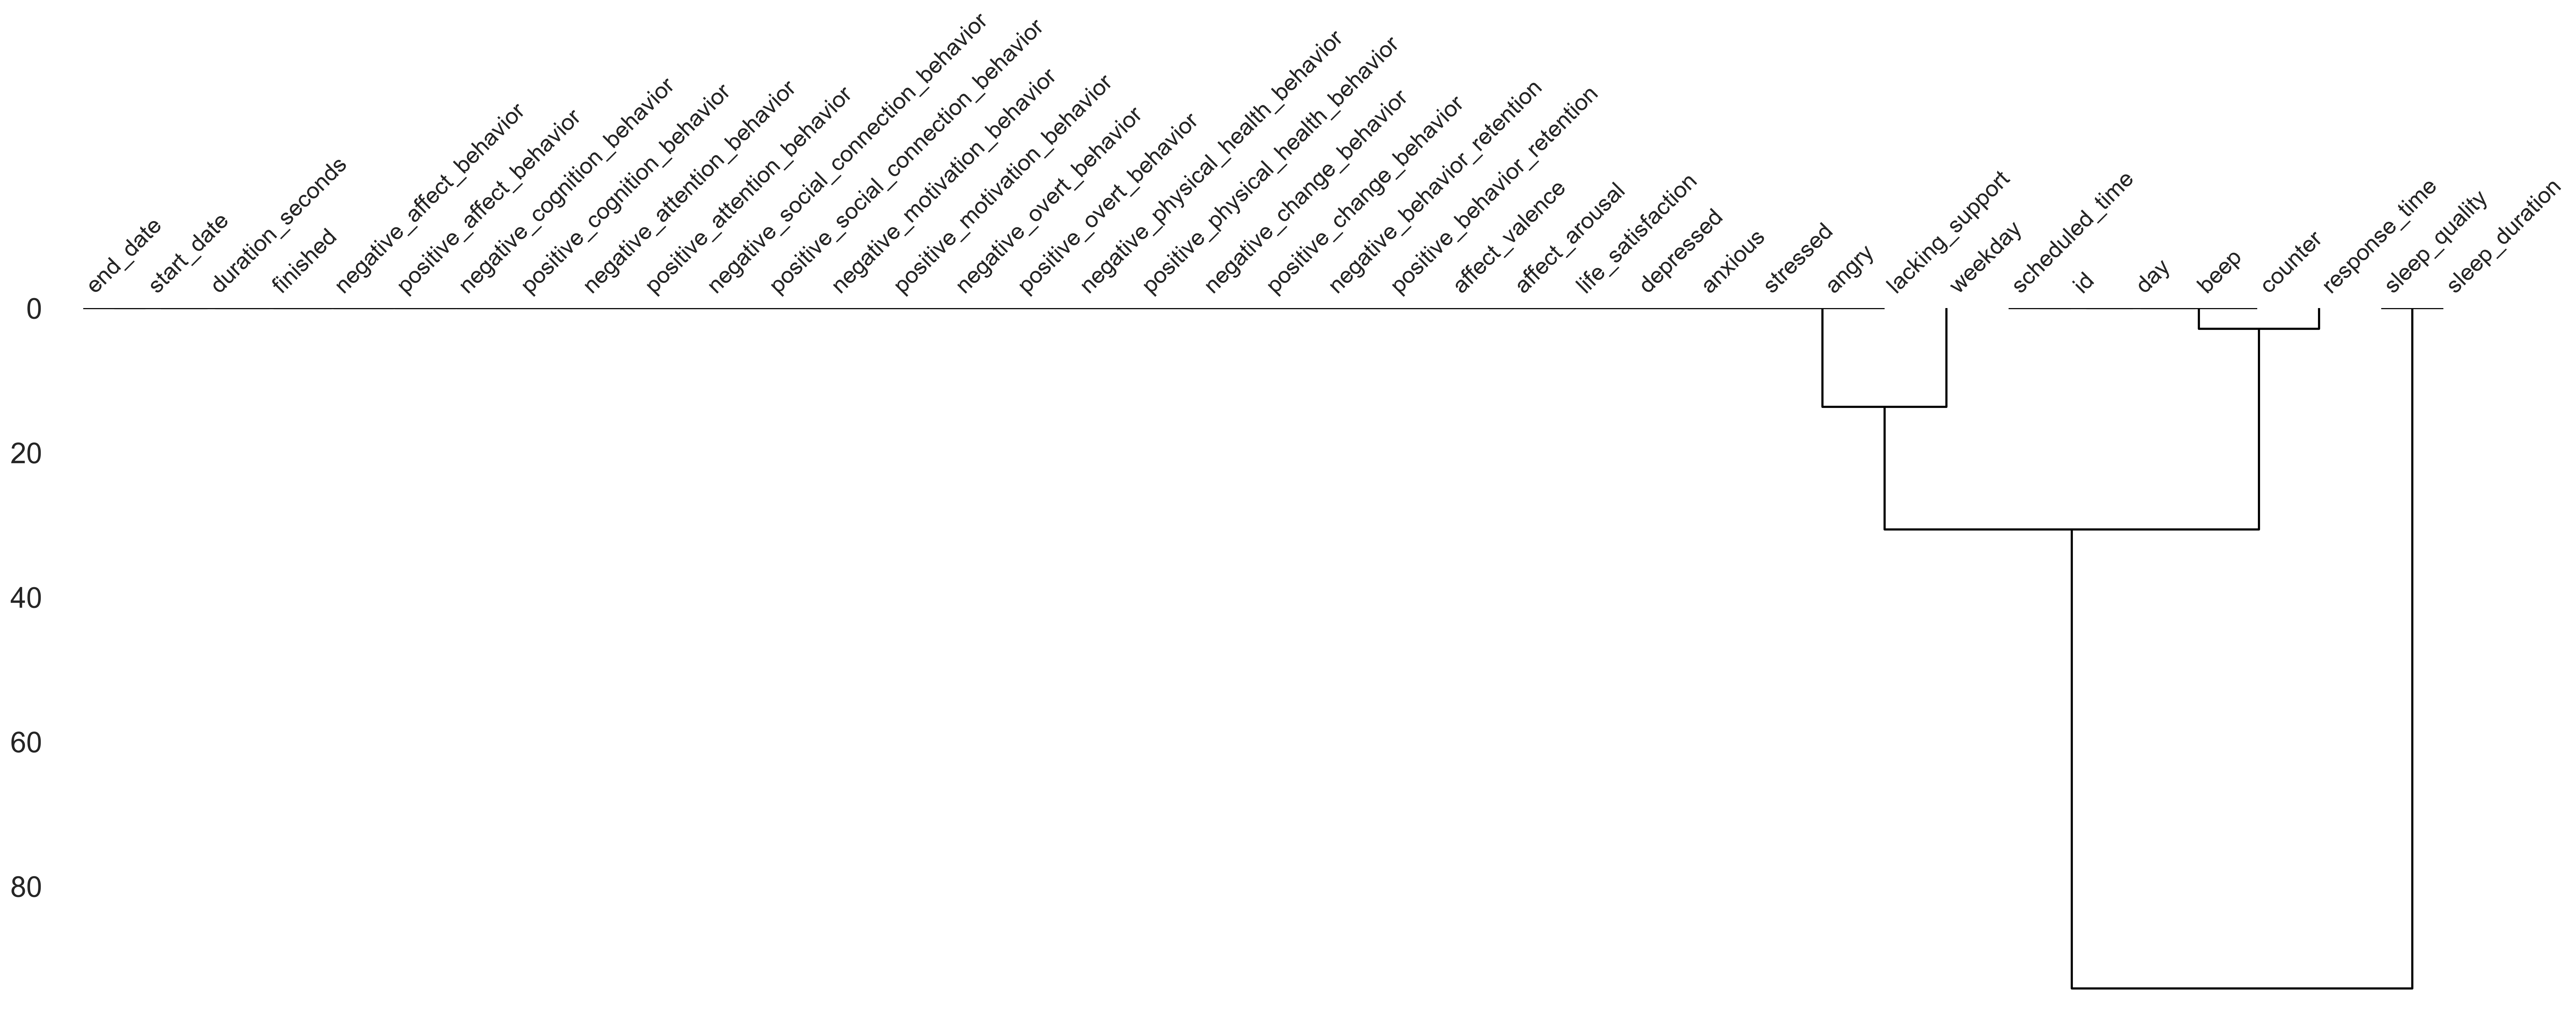 end_date
start_date
duration_seconds
finished
negative_affect_behavior
positive_affect_behavior
negative_cognition_behavior
positive_cognition_behavior
negative_attention_behavior
positive_attention_behavior
negative_social_connection_behavior
positive_social_connection_behavior
negative_motivation_behavior
positive_motivation_behavior
negative_overt_behavior
positive_overt_behavior
negative_physical_health_behavior
positive_physical_health_behavior
negative_change_behavior
positive_change_behavior
negative_behavior_retention
positive_behavior_retention
affect_valence
affect_arousal
life_satisfaction
depressed
anxious
stressed
angry
lacking_support
weekday
scheduled_time
id
day
beep
counter
response_time
sleep_quality
sleep_duration
0
20
40
60
80